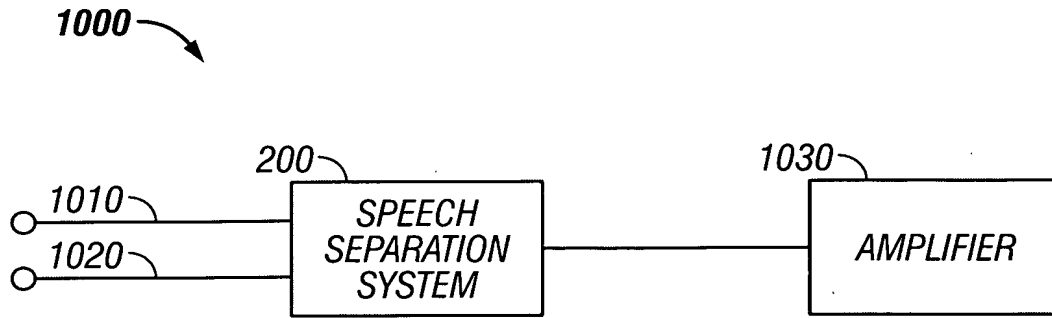 1000
200
1030
1010
1020
SPEECH
SEPARATION
SYSTEM
AMPLIFIER